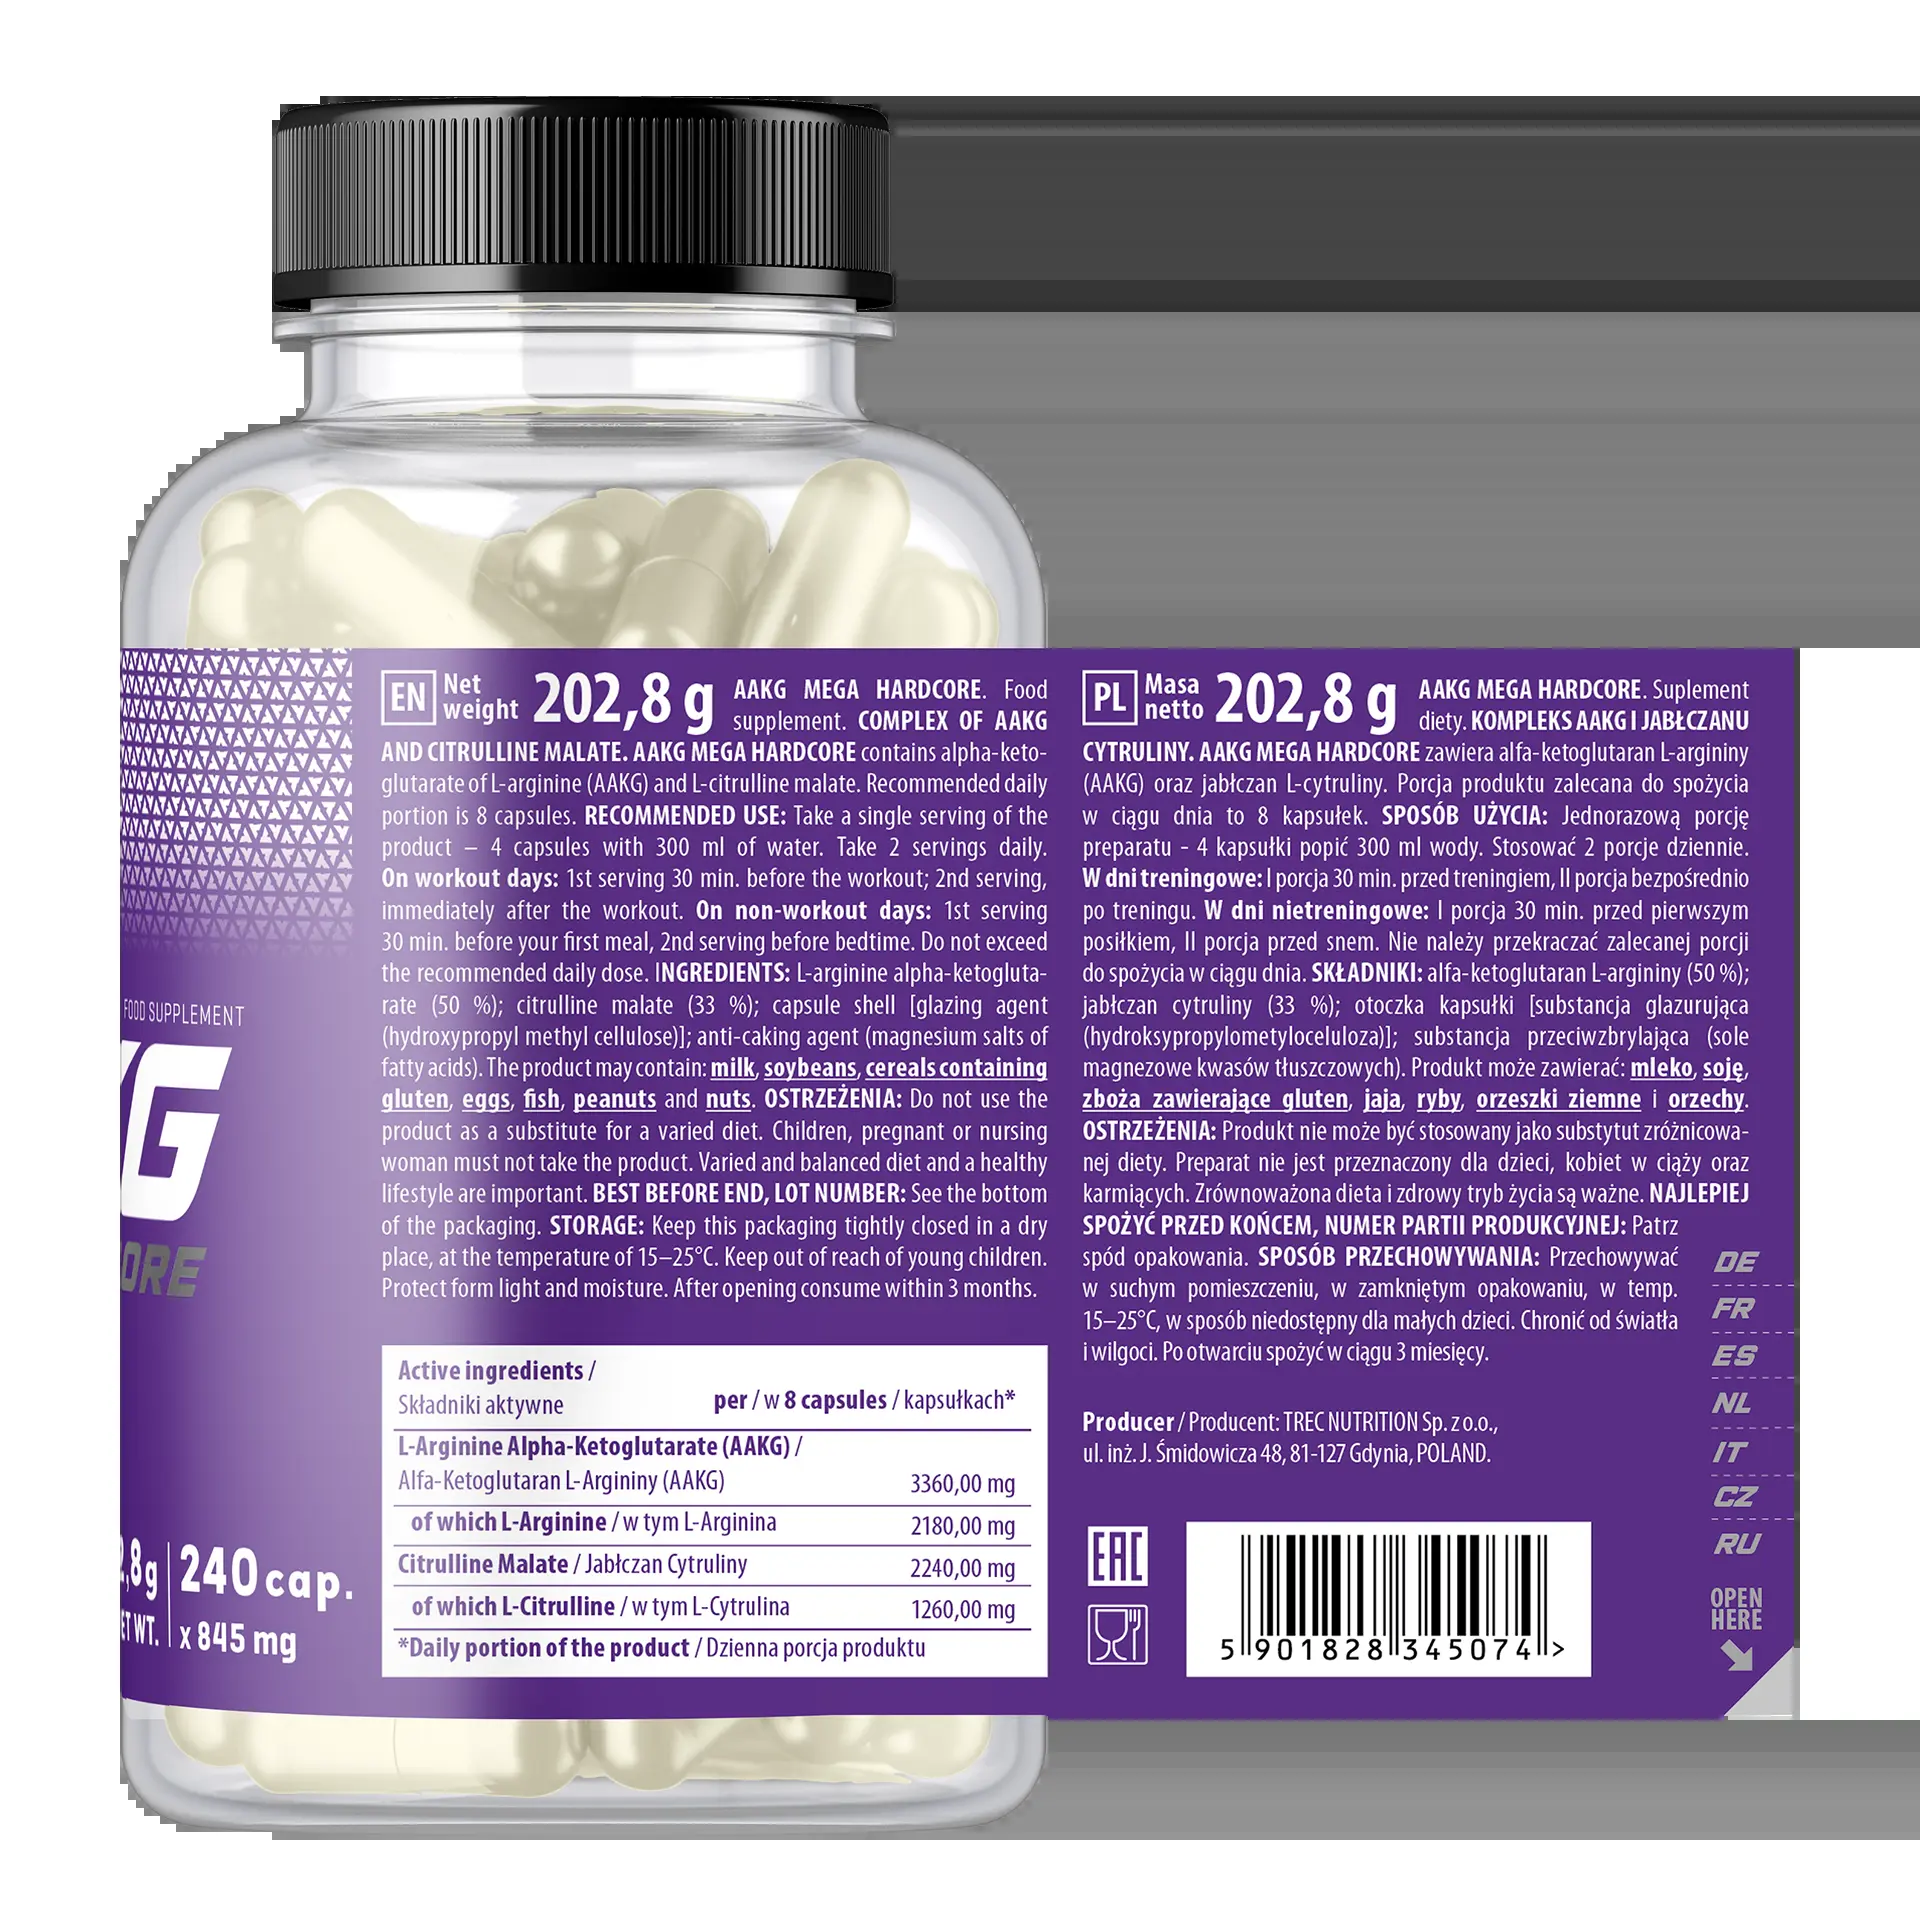 FOOD SUPPLEMENT
G
ORE
2,8g
240 cap.
ET WT.
x 845 mg
EN Net weight 202,8 g AAKG MEGA HARDCORE. Food
supplement. COMPLEX OF AAKG
AND CITRULLINE MALATE. AAKG MEGA HARDCORE contains alpha-keto-
glutarate of L-arginine (AAKG) and L-citrulline malate. Recommended daily
portion is 8 capsules. RECOMMENDED USE: Take a single serving of the
product – 4 capsules with 300 ml of water. Take 2 servings daily.
On workout days: 1st serving 30 min. before the workout; 2nd serving,
immediately after the workout. On non-workout days: 1st serving
30 min. before your first meal, 2nd serving before bedtime. Do not exceed
the recommended daily dose. INGREDIENTS: L-arginine alpha-ketogluta-
rate (50 %); citrulline malate (33 %); capsule shell [glazing agent
(hydroxypropyl methyl cellulose)]; anti-caking agent (magnesium salts of
fatty acids). The product may contain: milk, soybeans, cereals containing
gluten, eggs, fish, peanuts and nuts. OSTRZEŻENIA: Do not use the
product as a substitute for a varied diet. Children, pregnant or nursing
woman must not take the product. Varied and balanced diet and a healthy
lifestyle are important. BEST BEFORE END, LOT NUMBER: See the bottom
of the packaging. STORAGE: Keep this packaging tightly closed in a dry
place, at the temperature of 15–25°C. Keep out of reach of young children.
Protect form light and moisture. After opening consume within 3 months.
Active ingredients /
Składniki aktywne
per / w 8 capsules / kapsułkach*
L-Arginine Alpha-Ketoglutarate (AAKG) /
Alfa-Ketoglutaran L-Argininy (AAKG) 3360,00 mg
of which L-Arginine / w tym L-Arginina 2180,00 mg
Citrulline Malate / Jabłczan Cytruliny 2240,00 mg
of which L-Citrulline / w tym L-Cytrulina 1260,00 mg
*Daily portion of the product / Dzienna porcja produktu
PL Masa netto 202,8 g AAKG MEGA HARDCORE. Suplement
diety. KOMPLEKS AAKG I JABŁCZANU
CYTRULINY. AAKG MEGA HARDCORE zawiera alfa-ketoglutaran L-argininy
(AAKG) oraz jabłczan L-cytruliny. Porcja produktu zalecana do spożycia
w ciągu dnia to 8 kapsułek. SPOSÓB UŻYCIA: Jednorazową porcję
preparatu - 4 kapsułki popić 300 ml wody. Stosować 2 porcje dziennie.
W dni treningowe: I porcja 30 min. przed treningiem, II porcja bezpośrednio
po treningu. W dni nietreningowe: I porcja 30 min. przed pierwszym
posiłkiem, II porcja przed snem. Nie należy przekraczać zalecanej porcji
do spożycia w ciągu dnia. SKŁADNIKI: alfa-ketoglutaran L-argininy (50 %);
jabłczan cytruliny (33 %); otoczka kapsułki [substancja glazurująca
(hydroksypropylometyloceluloza)]; substancja przeciwzbrylająca (sole
magnezowe kwasów tłuszczowych). Produkt może zawierać: mleko, soję,
zboża zawierające gluten, jaja, ryby, orzeszki ziemne i orzechy.
OSTRZEŻENIA: Produkt nie może być stosowany jako substytut zróżnicowa-
nej diety. Preparat nie jest przeznaczony dla dzieci, kobiet w ciąży oraz
karmiących. Zrównoważona dieta i zdrowy tryb życia są ważne. NAJLEPIEJ
SPOŻYĆ PRZED KOŃCEM, NUMER PARTII PRODUKCYJNEJ: Patrz
spód opakowania. SPOSÓB PRZECHOWYWANIA: Przechowywać
w suchym pomieszczeniu, w zamkniętym opakowaniu, w temp.
15–25°C, w sposób niedostępny dla małych dzieci. Chronić od światła
i wilgoci. Po otwarciu spożyć w ciągu 3 miesięcy.
Producer / Producent: TREC NUTRITION Sp. z o.o.,
ul. inż. J. Śmidowicza 48, 81-127 Gdynia, POLAND.
EAC
5 901828 345074 >
DE
FR
ES
NL
IT
CZ
RU
OPEN
HERE